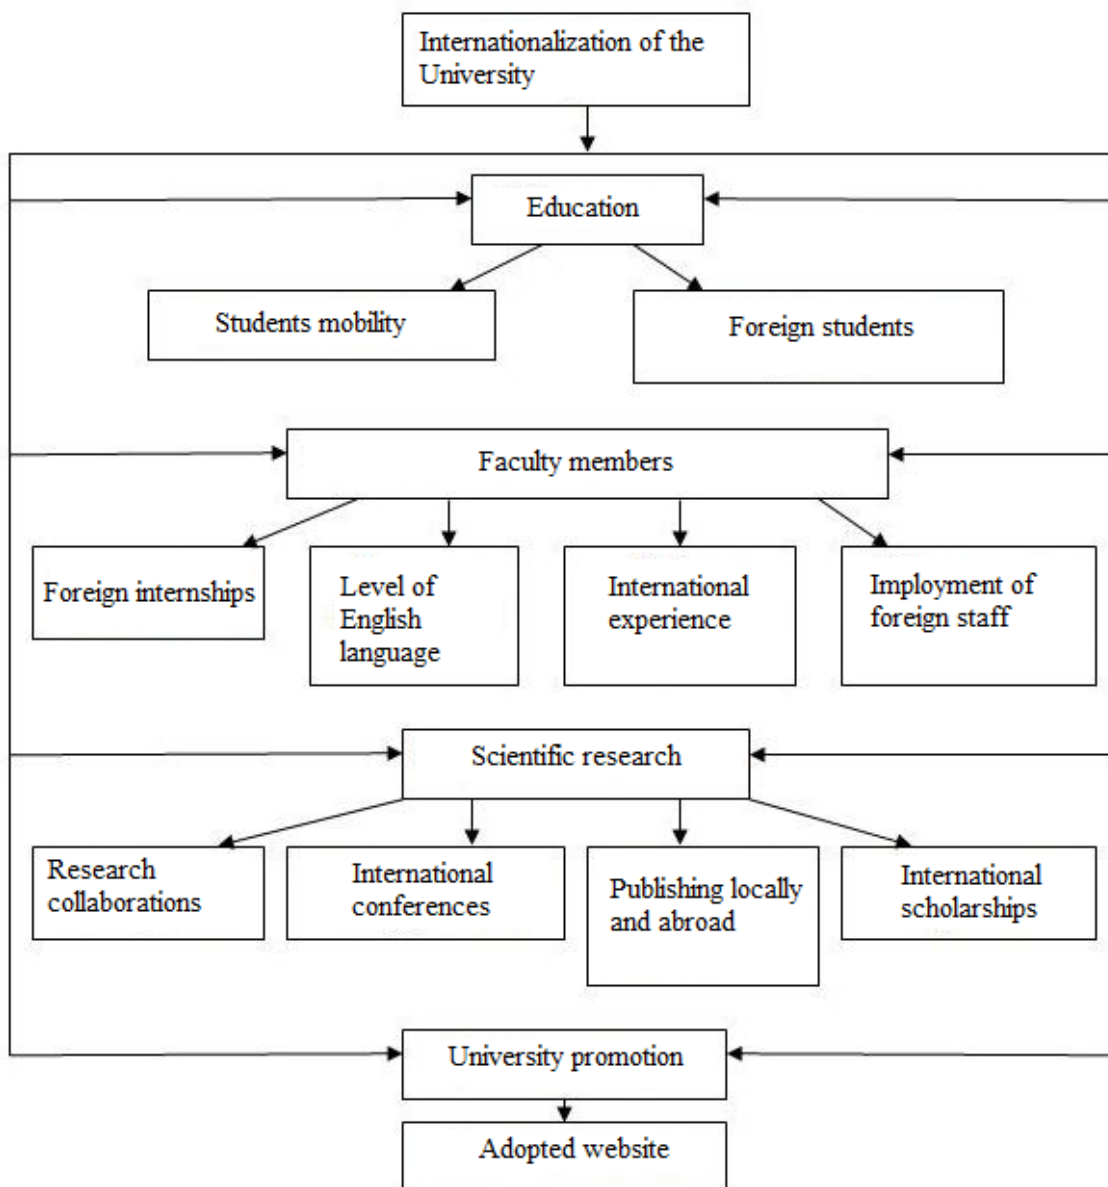 Internationalization of the
University
Education
Students mobility
Foreign students
Faculty members
Foreign internships
Level of
English
language
International
experience
Imployment of
foreign staff
Scientific research
Research
collaborations
International
conferences
Publishing locally
and abroad
International
scholarships
University promotion
Adopted website